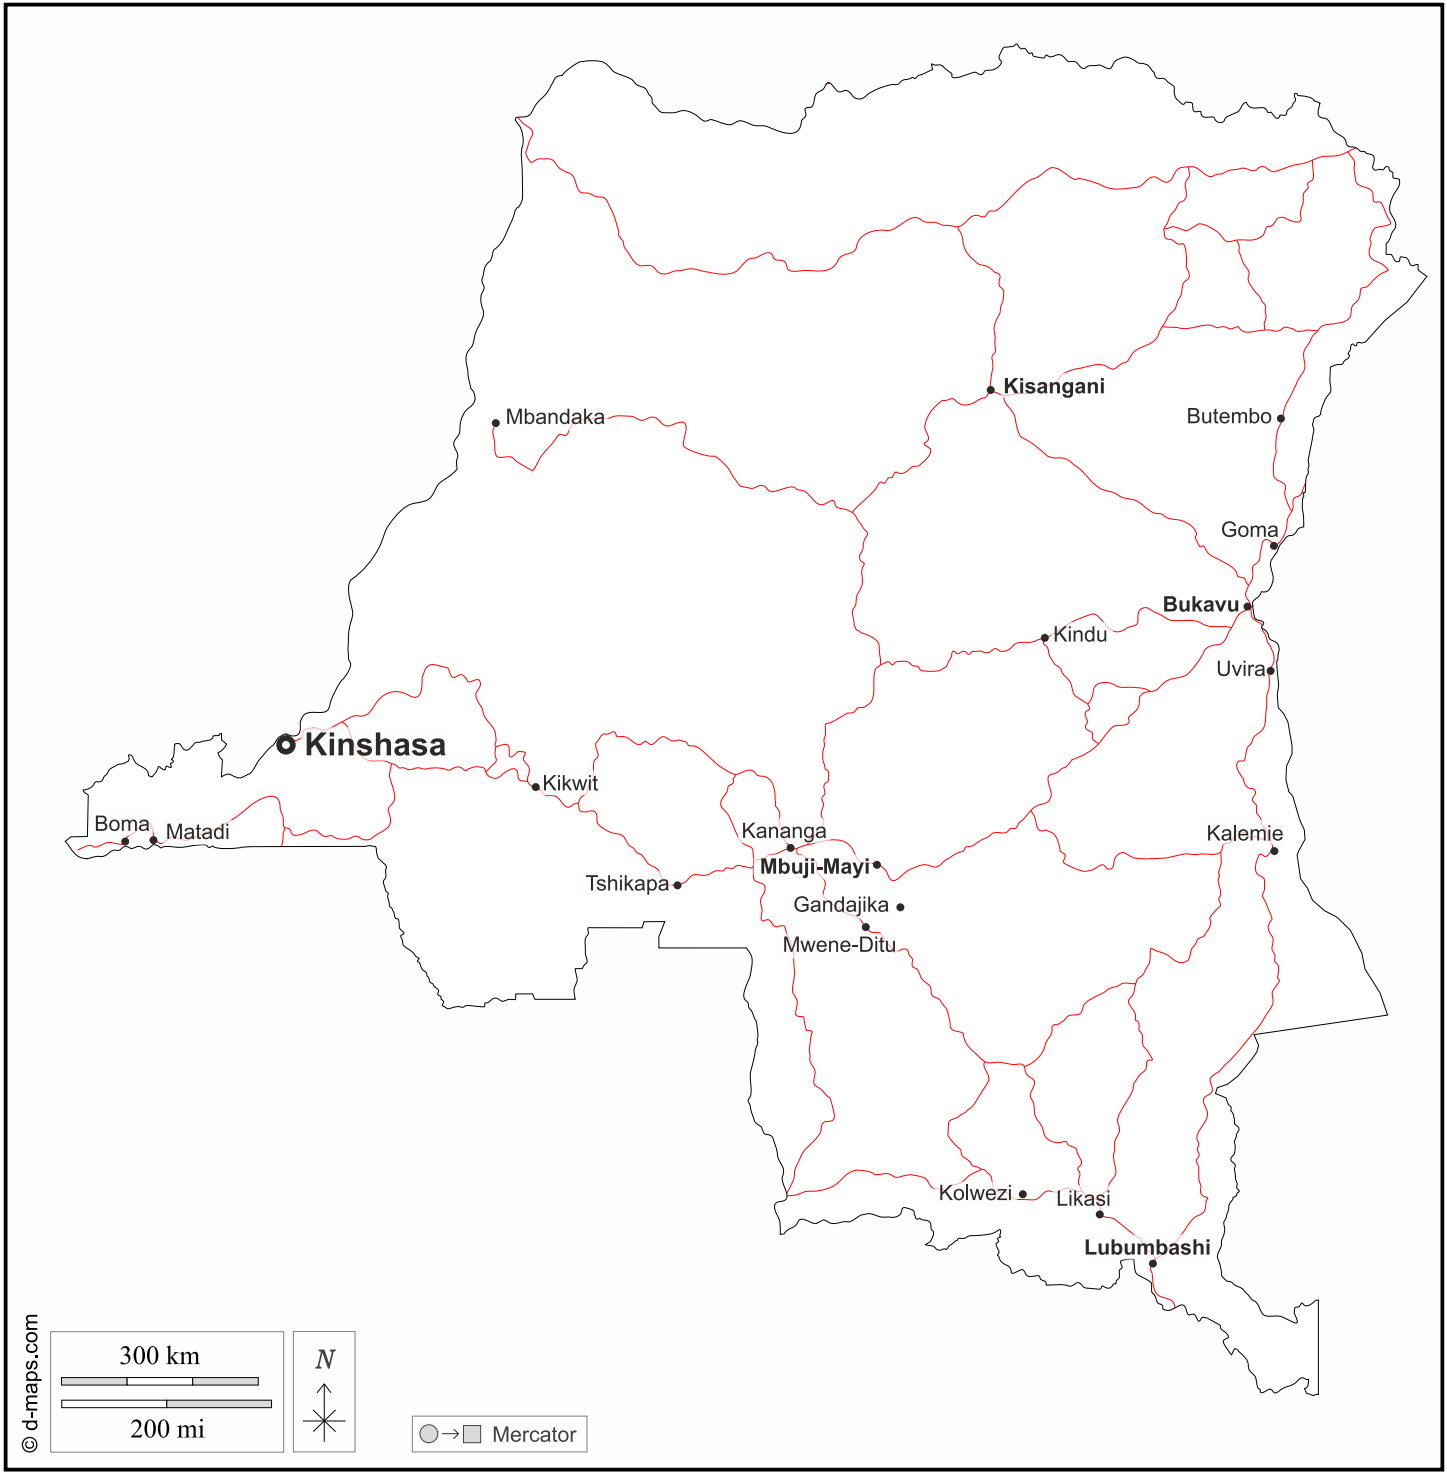 Kisangani
Mbandaka
Butembo
Goma
Bukavu
Kindu
Uvira
Kinshasa
Kikwit
Boma
Matadi
Kananga
Kalemie
Mbuji-Mayi
Tshikapa
Gandajika
Mwene-Ditu
Kolwezi
Likasi
Lubumbashi
© d-maps.com
300 km
200 mi
N
Mercator